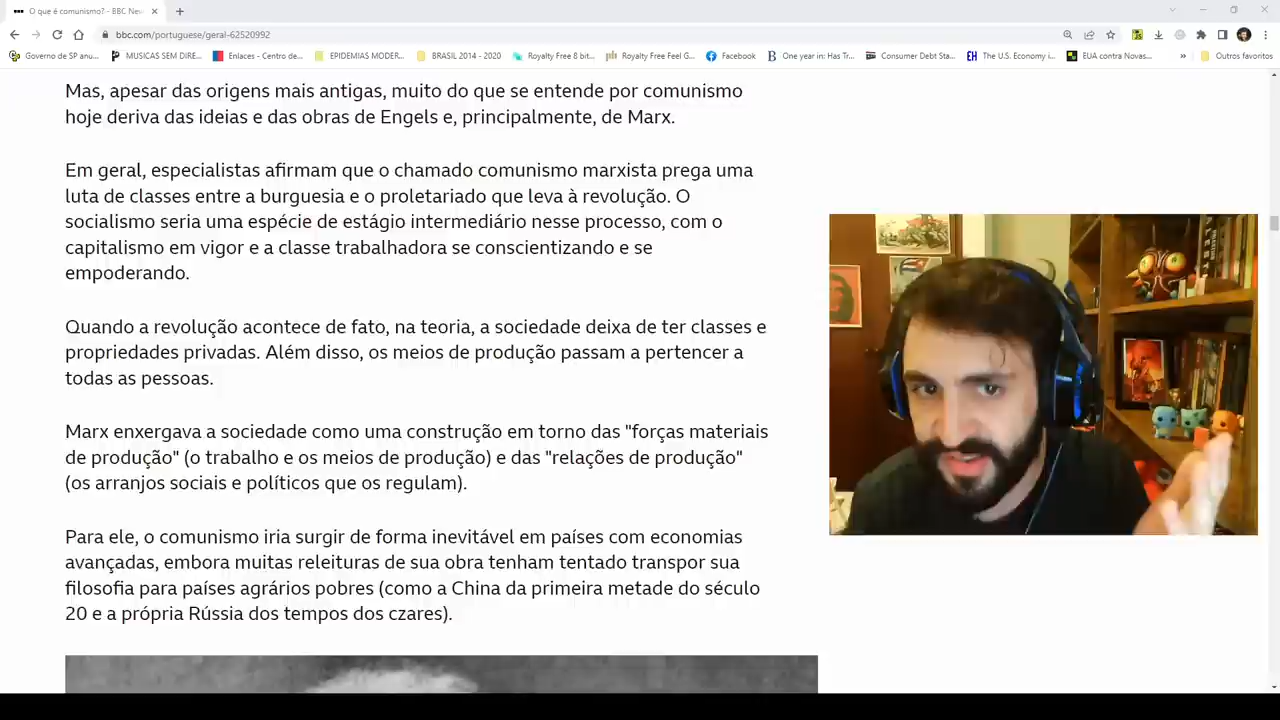 O que é comunismo? - BBC Nev
bbc.com/portuguese/geral-62520992
Governo de SP anu...
MUSICAS SEM DIRE...
Enlaces - Centro de...
EPIDEMIAS MODER...
BRASIL 2014 - 2020
Royalty Free 8 bit...
Royalty Free Feel G...
Facebook
One year in: Has Tr...
Consumer Debt Sta...
The U.S. Economy i...
EUA contra Novas...
»
Outros favoritos
Mas, apesar das origens mais antigas, muito do que se entende por comunismo
hoje deriva das ideias e das obras de Engels e, principalmente, de Marx.
Em geral, especialistas afirmam que o chamado comunismo marxista prega uma
luta de classes entre a burguesia e o proletariado que leva à revolução. O
socialismo seria uma espécie de estágio intermediário nesse processo, com o
capitalismo em vigor e a classe trabalhadora se conscientizando e se
empoderando.
Quando a revolução acontece de fato, na teoria, a sociedade deixa de ter classes e
propriedades privadas. Além disso, os meios de produção passam a pertencer a
todas as pessoas.
Marx enxergava a sociedade como uma construção em torno das "forças materiais
de produção" (o trabalho e os meios de produção) e das "relações de produção"
(os arranjos sociais e políticos que os regulam).
Para ele, o comunismo iria surgir de forma inevitável em países com economias
avançadas, embora muitas releituras de sua obra tenham tentado transpor sua
filosofia para países agrários pobres (como a China da primeira metade do século
20 e a própria Rússia dos tempos dos czares).